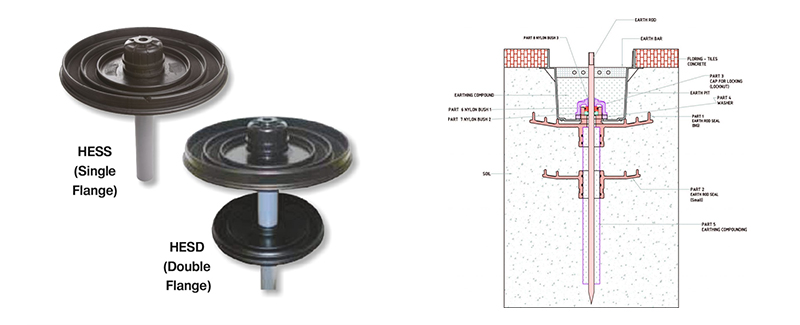 HESS
(Single
Flange)
HESD
(Double
Flange)
EARTH ROD
PART 8 NYLON BUSH 3
EARTH BAR
FLORING - TILES
CONCRETE
PART 3
CAP FOR LOCKING
(LOCKNUT)
EARTHING COMPOUND
EARTH PIT
PART 4
WASHER
PART 6 NYLON BUSH 1
PART 7 NYLON BUSH 2
PART 1
EARTH ROD SEAL
(BIG)
SOIL
PART 2
EARTH ROD SEAL
(Small)
PART 5
EARTHING COMPOUNDING